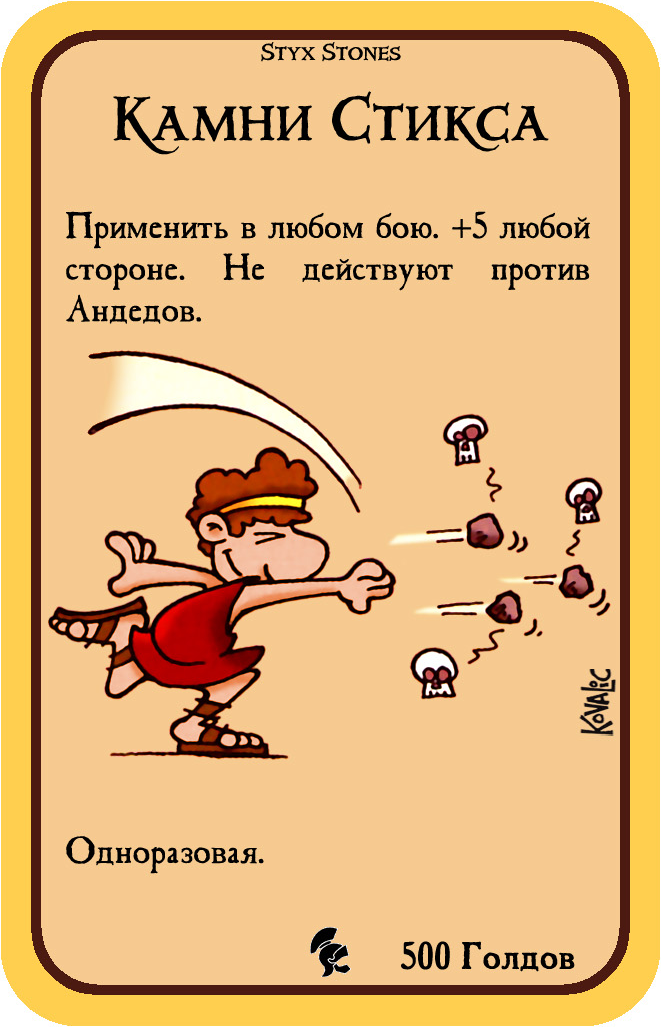 Styx Stones
Камни Стикса
Применить в любом бою. +5 любой
стороне. Не действуют против
Андедов.
Kovalic
Одноразовая.
500 Голдов